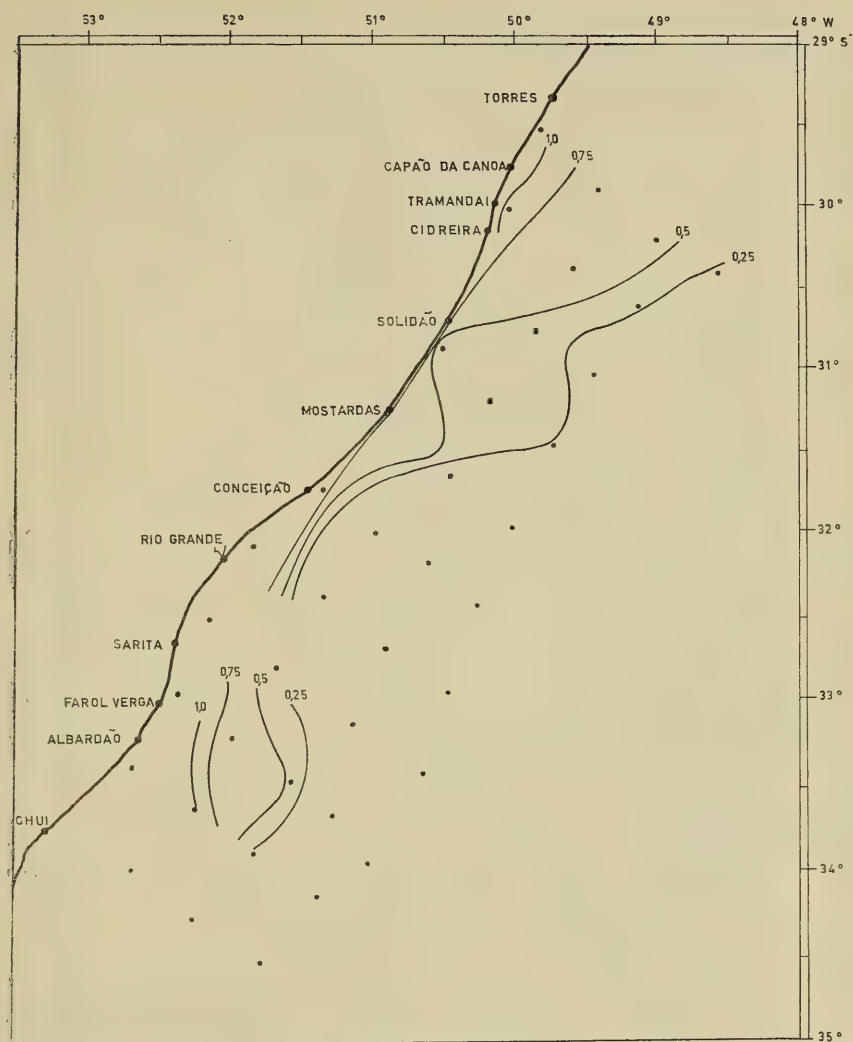 53° 52° 51° 50° 49° 48° W
29° S
TORRES
1,0
0,75
CAPÃO DA CANOA
TRAMANDAI
30°
CIDREIRA
0,5
0,25
SOLIDÃO
31°
MOSTARDAS
CONCEIÇÃO
32°
RIO GRANDE
SARITA
0,75
0,5
0,25
33°
FAROL VERGA
1,0
ALBARDÃO
CHUI
34°
35°